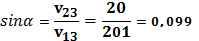 sinα = v₂₃/v₁₃ = 20/201 = 0,099